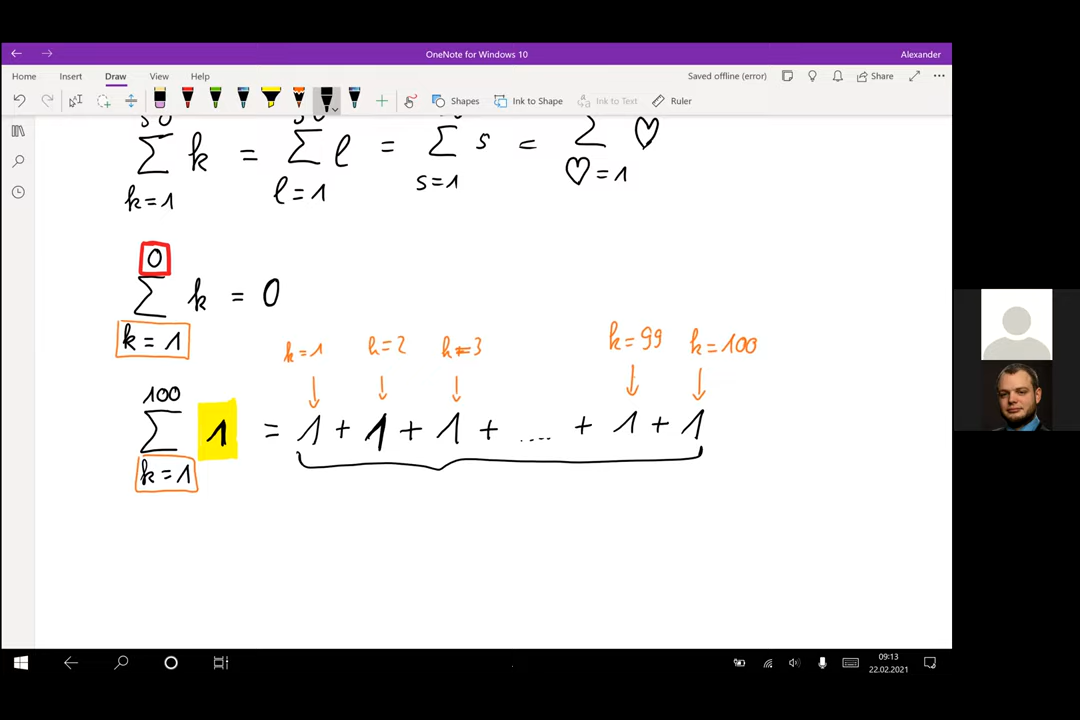 OneNote for Windows 10
Alexander
Home Insert Draw View Help
Saved offline (error) Share
Shapes Ink to Shape Ink to Text Ruler
∑ k = ∑ l = ∑ s = ∑ ♡
k=1 l=1 s=1 ♡=1
0
∑ k = 0
k=1
k=1 k=2 k=3 k=99 k=100
100
∑ 1 = 1 + 1 + 1 + .... + 1 + 1
k=1
09:13
22.02.2021